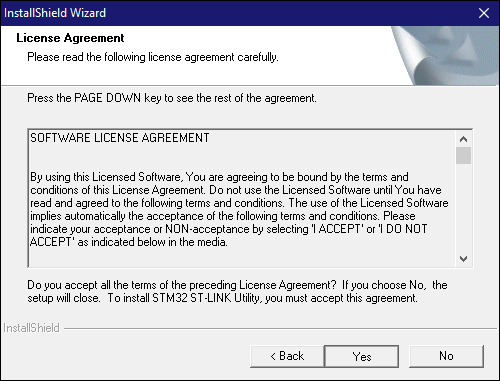 InstallShield Wizard
License Agreement
Please read the following license agreement carefully.
Press the PAGE DOWN key to see the rest of the agreement.
SOFTWARE LICENSE AGREEMENT
By using this Licensed Software, You are agreeing to be bound by the terms and
conditions of this License Agreement. Do not use the Licensed Software until You have
read and agreed to the following terms and conditions. The use of the Licensed Software
implies automatically the acceptance of the following terms and conditions. Please
indicate your acceptance or NON-acceptance by selecting 'I ACCEPT' or 'I DO NOT
ACCEPT' as indicated below in the media.
Do you accept all the terms of the preceding License Agreement? If you choose No, the
setup will close. To install STM32 ST-LINK Utility, you must accept this agreement.
InstallShield
< Back Yes No